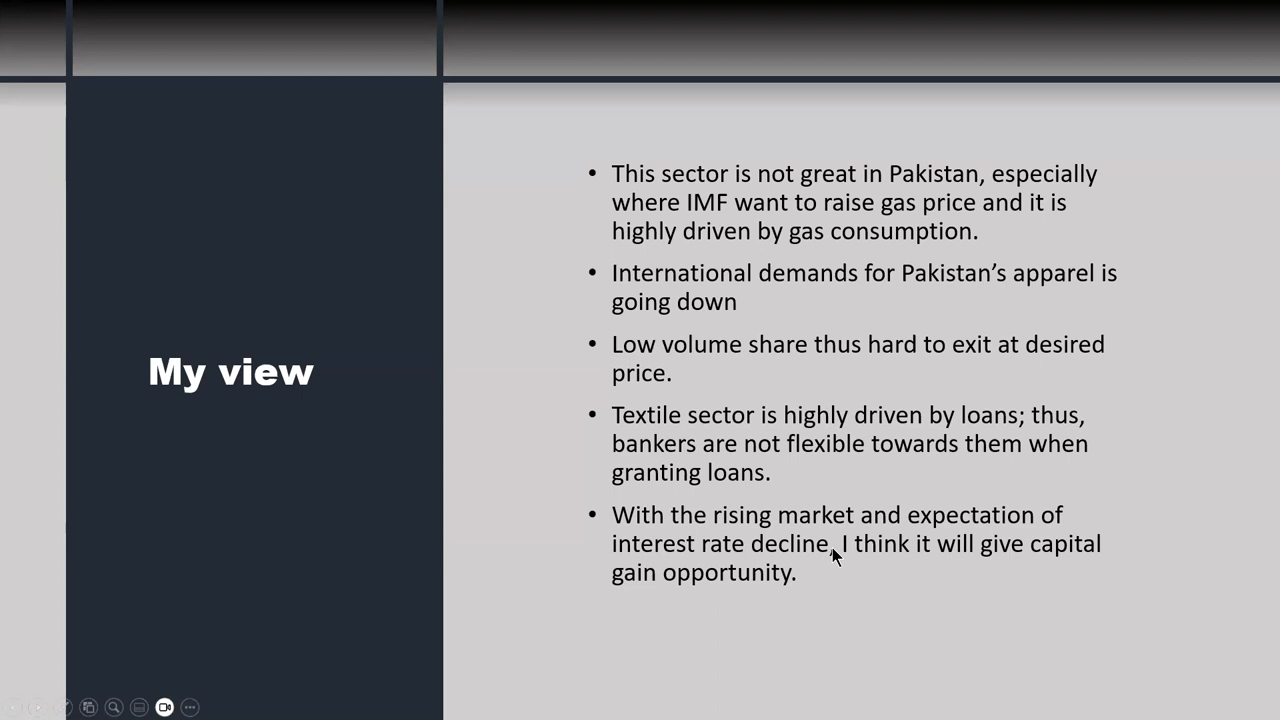 My view
• This sector is not great in Pakistan, especially
where IMF want to raise gas price and it is
highly driven by gas consumption.
• International demands for Pakistan’s apparel is
going down
• Low volume share thus hard to exit at desired
price.
• Textile sector is highly driven by loans; thus,
bankers are not flexible towards them when
granting loans.
• With the rising market and expectation of
interest rate decline, I think it will give capital
gain opportunity.